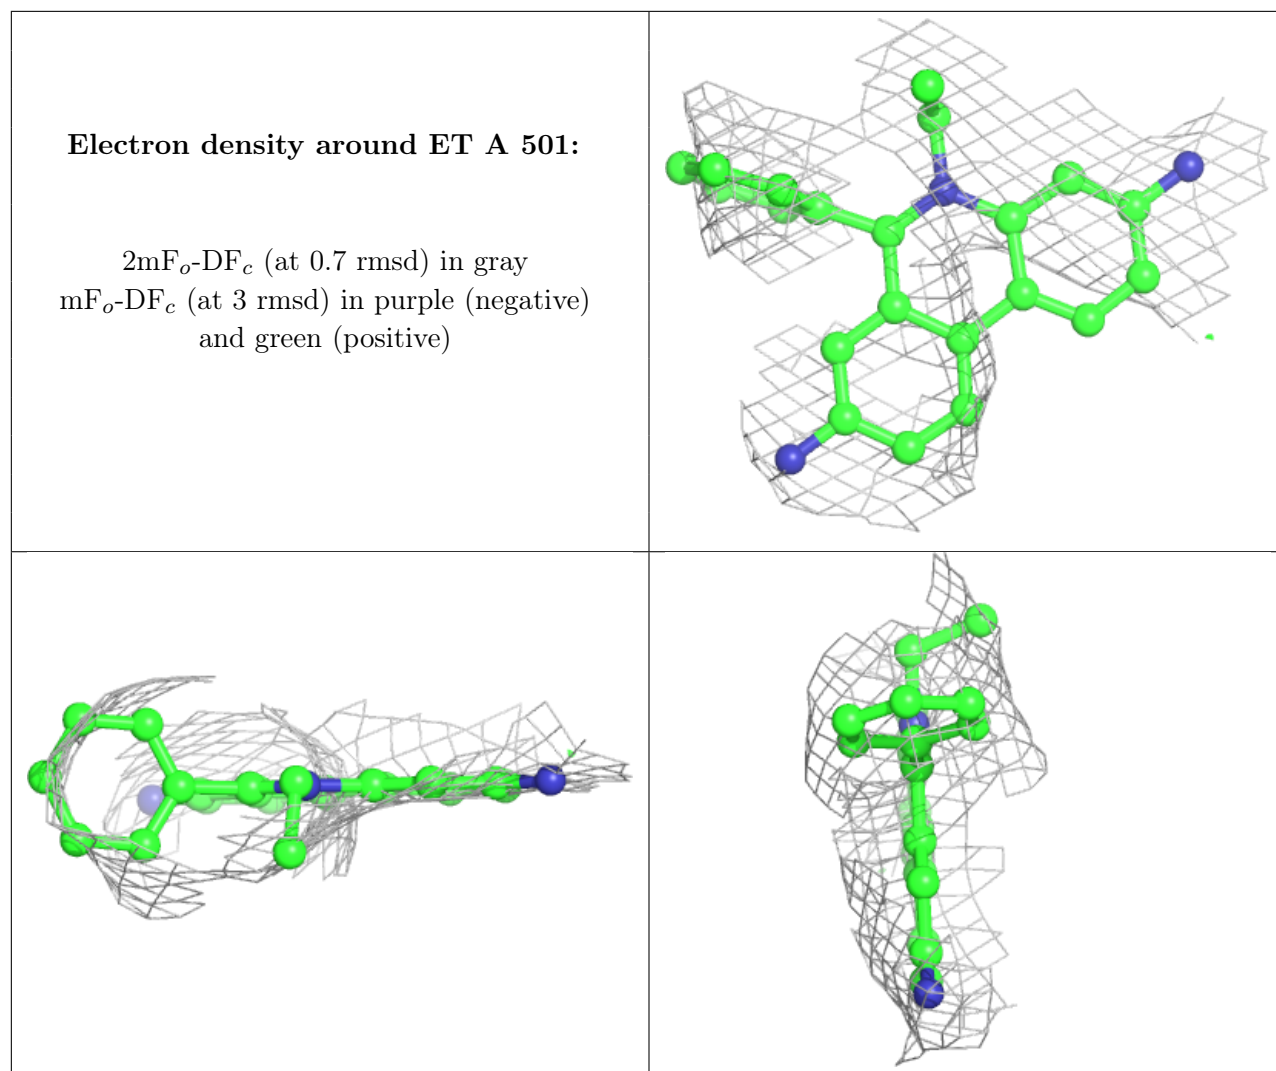 Electron density around ET A 501:
2mFo-DFc (at 0.7 rmsd) in gray
mFo-DFc (at 3 rmsd) in purple (negative)
and green (positive)